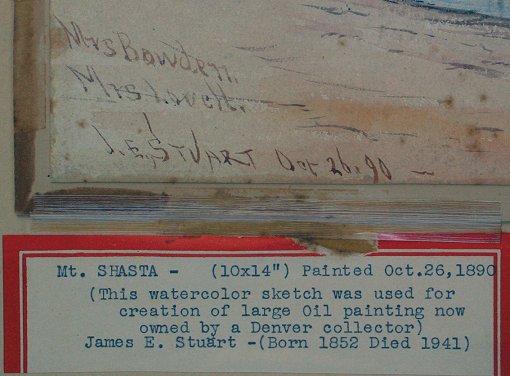 Mrs Bowden.
Mrs Lovell.
J.E. STUART Oct 26.90 —
Mt. SHASTA - (10x14") Painted Oct.26,1890
(This watercolor sketch was used for
creation of large Oil painting now
owned by a Denver collector)
James E. Stuart -(Born 1852 Died 1941)